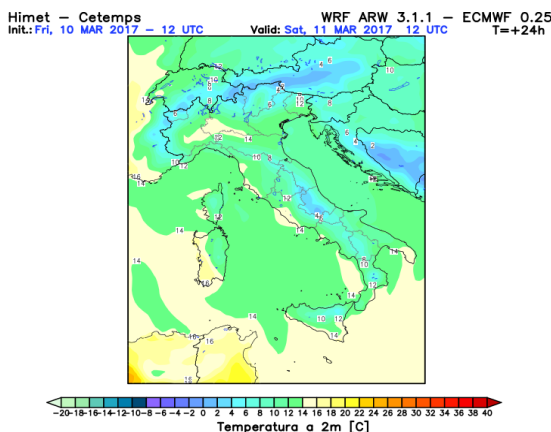 Himet – Cetemps WRF ARW 3.1.1 – ECMWF 0.25
Init.: Fri, 10 MAR 2017 – 12 UTC Valid: Sat, 11 MAR 2017 12 UTC T=+24h
-20 -18 -16 -14 -12 -10 -8 -6 -4 -2 0 2 4 6 8 10 12 14 16 18 20 22 24 26 28 30 32 34 36 38 40
Temperatura a 2m [C]